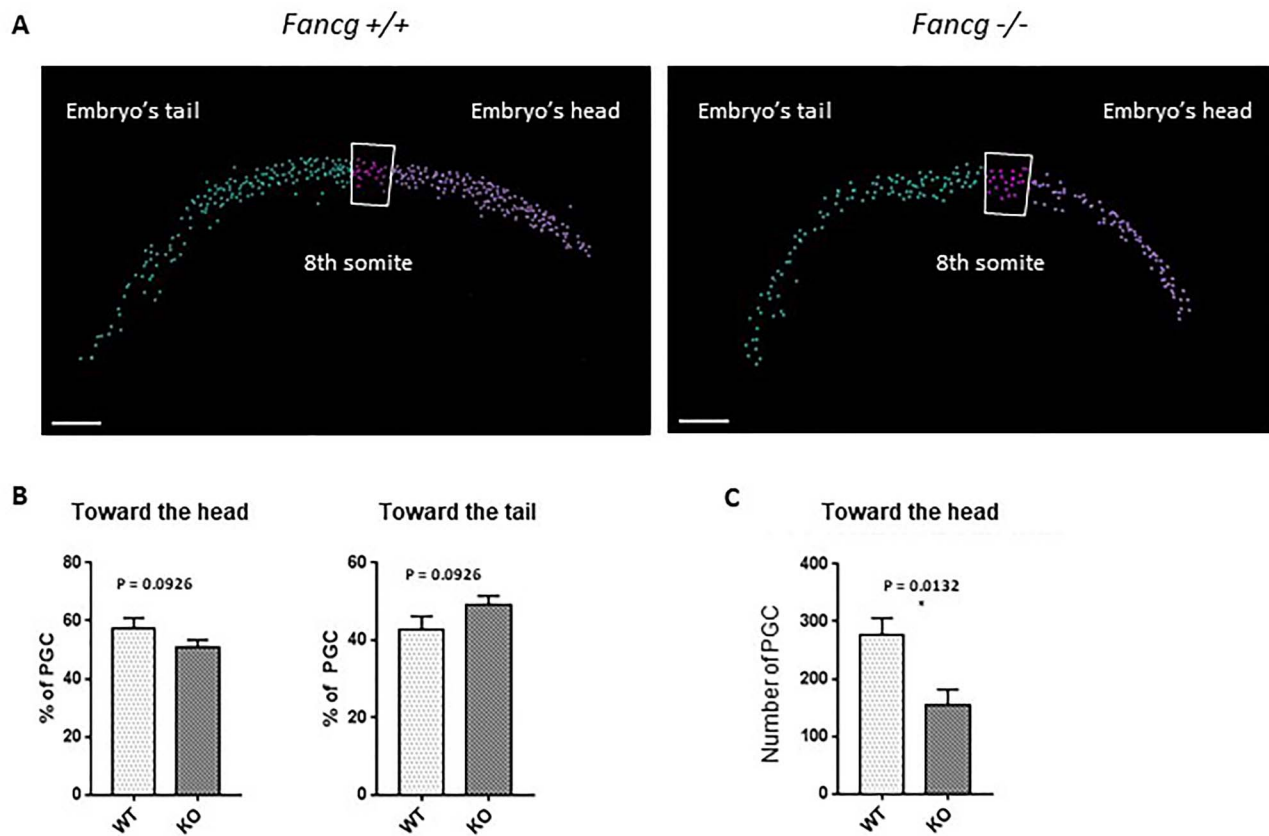 A
Fancg +/+
Fancg -/-
Embryo's tail
Embryo's head
8th somite
Embryo's tail
Embryo's head
8th somite
B
Toward the head
80
60
40
20
0
% of PGC
P = 0.0926
WT
KO
Toward the tail
60
40
20
0
% of PGC
P = 0.0926
WT
KO
C
Toward the head
400
300
200
100
0
Number of PGC
P = 0.0132
*
WT
KO